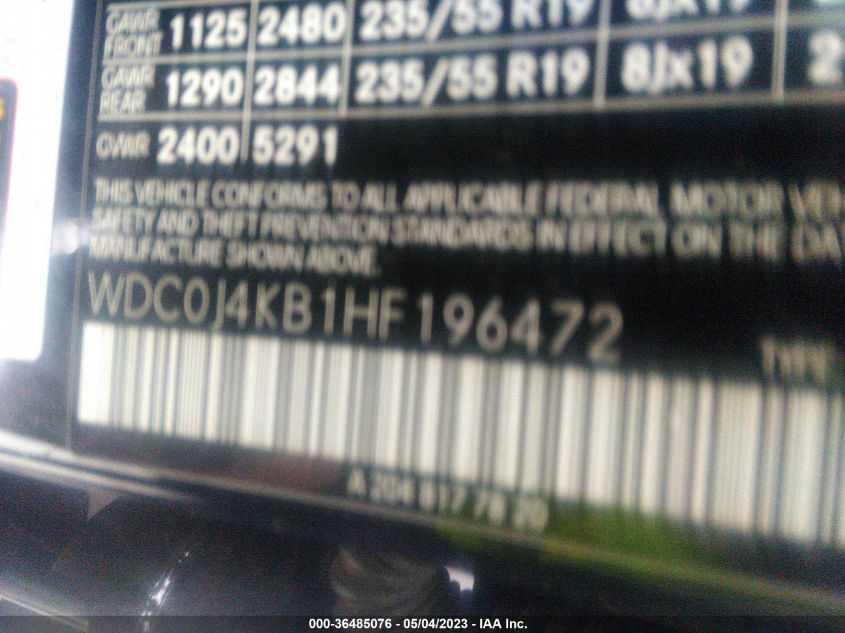 GAWR FRONT 1125 2480 235/55 R19 8Jx19
GAWR REAR 1290 2844 235/55 R19 8Jx19
GVWR 2400 5291
THIS VEHICLE CONFORMS TO ALL APPLICABLE FEDERAL MOTOR VEH
SAFETY AND THEFT PREVENTION STANDARDS IN EFFECT ON THE DA
MANUFACTURE SHOWN ABOVE.
WDC0J4KB1HF196472
TYPE
A 204 817 78 20
000-36485076 - 05/04/2023 - IAA Inc.